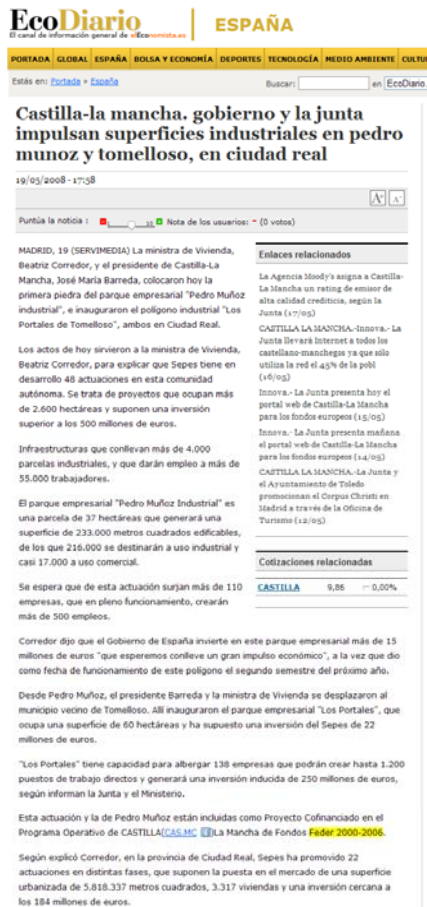 EcoDiario
El canal de información general de elEconomista.es
ESPAÑA
PORTADA GLOBAL ESPAÑA BOLSA Y ECONOMÍA DEPORTES TECNOLOGÍA MEDIO AMBIENTE CULTU
Estás en: Portada » España
Buscar: en EcoDiario.
Castilla-la mancha. gobierno y la junta
impulsan superficies industriales en pedro
munoz y tomelloso, en ciudad real
19/05/2008 - 17:58
A+ A-
Puntúa la noticia : 1 10 Nota de los usuarios: - (0 votos)
MADRID, 19 (SERVIMEDIA) La ministra de Vivienda,
Beatriz Corredor, y el presidente de Castilla-La
Mancha, José María Barreda, colocaron hoy la
primera piedra del parque empresarial "Pedro Muñoz
industrial", e inauguraron el polígono industrial "Los
Portales de Tomelloso", ambos en Ciudad Real.
Los actos de hoy sirvieron a la ministra de Vivienda,
Beatriz Corredor, para explicar que Sepes tiene en
desarrollo 48 actuaciones en esta comunidad
autónoma. Se trata de proyectos que ocupan más
de 2.600 hectáreas y suponen una inversión
superior a los 500 millones de euros.
Infraestructuras que conllevan más de 4.000
parcelas industriales, y que darán empleo a más de
55.000 trabajadores.
El parque empresarial "Pedro Muñoz Industrial" es
una parcela de 37 hectáreas que generará una
superficie de 233.000 metros cuadrados edificables,
de los que 216.000 se destinarán a uso industrial y
casi 17.000 a uso comercial.
Se espera que de esta actuación surjan más de 110
empresas, que en pleno funcionamiento, crearán
más de 500 empleos.
Enlaces relacionados
La Agencia Moody's asigna a Castilla-
La Mancha un rating de emisor de
alta calidad crediticia, según la
Junta (17/05)
CASTILLA LA MANCHA.-Innova.- La
Junta llevará Internet a todos los
castellano-manchegos ya que sólo
utiliza la red el 45% de la pobl
(16/05)
Innova.- La Junta presenta hoy el
portal web de Castilla-La Mancha
para los fondos europeos (15/05)
Innova.- La Junta presenta mañana
el portal web de Castilla-La Mancha
para los fondos europeos (14/05)
CASTILLA LA MANCHA.-La Junta y
el Ayuntamiento de Toledo
promocionan el Corpus Christi en
Madrid a través de la Oficina de
Turismo (12/05)
Cotizaciones relacionadas
CASTILLA 9,86 0,00%
Corredor dijo que el Gobierno de España invierte en este parque empresarial más de 15
millones de euros "que esperemos conlleve un gran impulso económico", a la vez que dio
como fecha de funcionamiento de este polígono el segundo semestre del próximo año.
Desde Pedro Muñoz, el presidente Barreda y la ministra de Vivienda se desplazaron al
municipio vecino de Tomelloso. Allí inauguraron el parque empresarial "Los Portales", que
ocupa una superficie de 60 hectáreas y ha supuesto una inversión del Sepes de 22
millones de euros.
"Los Portales" tiene capacidad para albergar 138 empresas que podrán crear hasta 1.200
puestos de trabajo directos y generará una inversión inducida de 250 millones de euros,
según informan la Junta y el Ministerio.
Esta actuación y la de Pedro Muñoz están incluidas como Proyecto Cofinanciado en el
Programa Operativo de CASTILLA(CAS.MC )La Mancha de Fondos Feder 2000-2006.
Según explicó Corredor, en la provincia de Ciudad Real, Sepes ha promovido 22
actuaciones en distintas fases, que suponen la puesta en el mercado de una superficie
urbanizada de 5.818.337 metros cuadrados, 3.317 viviendas y una inversión cercana a
los 184 millones de euros.